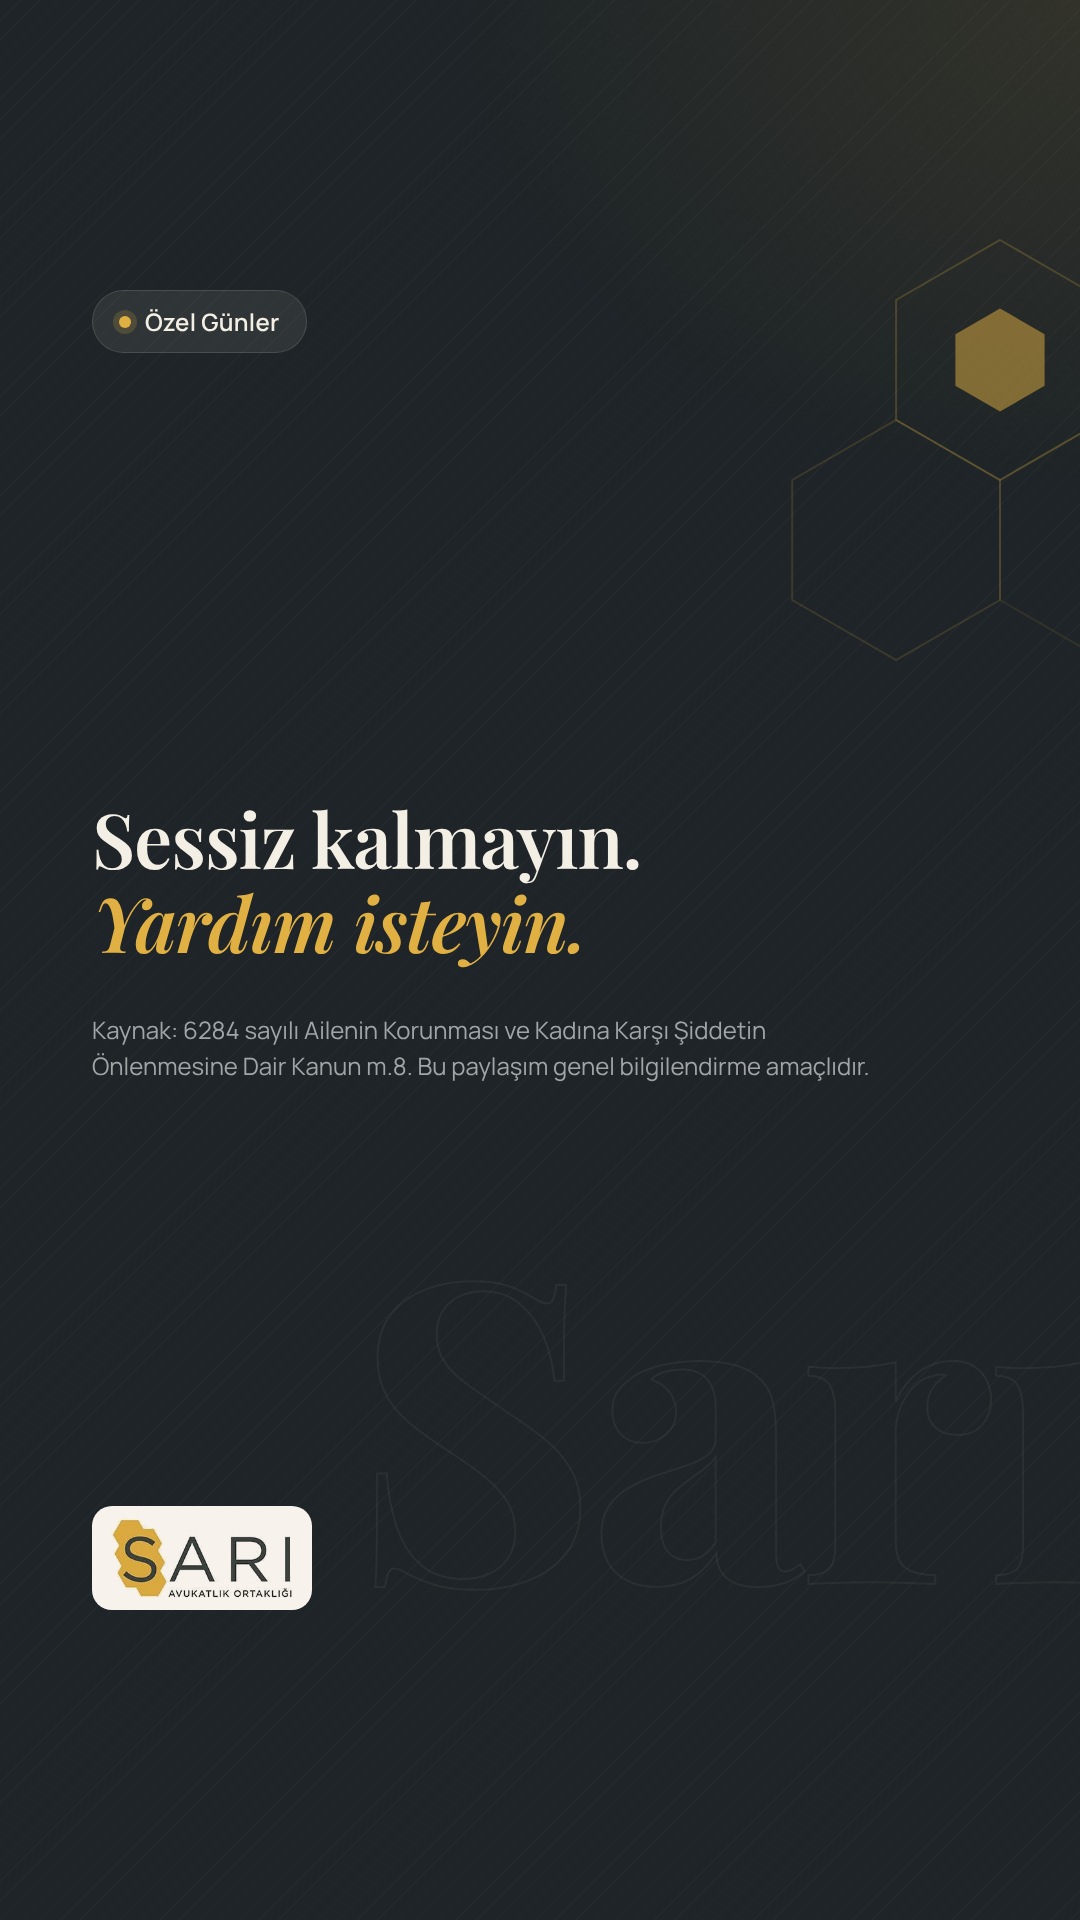 Özel Günler
Sessiz kalmayın.
Yardım isteyin.
Kaynak: 6284 sayılı Ailenin Korunması ve Kadına Karşı Şiddetin
Önlenmesine Dair Kanun m.8. Bu paylaşım genel bilgilendirme amaçlıdır.
Sarı
SARI
AVUKATLIK ORTAKLIĞI